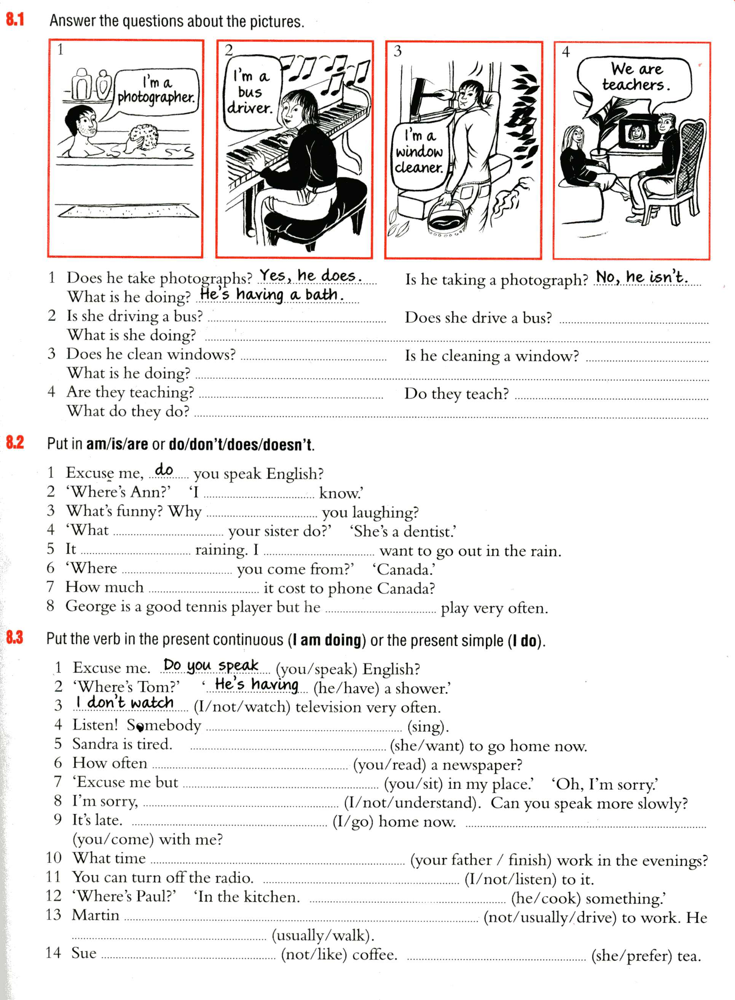 8.1 Answer the questions about the pictures.
1
I'm a
photographer.
2
I'm a
bus
driver.
3
I'm a
window
cleaner.
4
We are
teachers.
1 Does he take photographs? Yes, he does. Is he taking a photograph? No, he isn't.
What is he doing? He's having a bath.
2 Is she driving a bus? Does she drive a bus?
What is she doing?
3 Does he clean windows? Is he cleaning a window?
What is he doing?
4 Are they teaching? Do they teach?
What do they do?
8.2 Put in am/is/are or do/don't/does/doesn't.
1 Excuse me, do you speak English?
2 ‘Where's Ann?’ ‘I know.’
3 What's funny? Why you laughing?
4 ‘What your sister do?’ ‘She's a dentist.’
5 It raining. I want to go out in the rain.
6 ‘Where you come from?’ ‘Canada.’
7 How much it cost to phone Canada?
8 George is a good tennis player but he play very often.
8.3 Put the verb in the present continuous (I am doing) or the present simple (I do).
1 Excuse me. Do you speak (you/speak) English?
2 ‘Where's Tom?’ ‘He's having (he/have) a shower.’
3 I don't watch (I/not/watch) television very often.
4 Listen! Somebody (sing).
5 Sandra is tired. (she/want) to go home now.
6 How often (you/read) a newspaper?
7 ‘Excuse me but (you/sit) in my place.’ ‘Oh, I'm sorry.’
8 I'm sorry, (I/not/understand). Can you speak more slowly?
9 It's late. (I/go) home now.
(you/come) with me?
10 What time (your father / finish) work in the evenings?
11 You can turn off the radio. (I/not/listen) to it.
12 ‘Where's Paul?’ ‘In the kitchen. (he/cook) something.’
13 Martin (not/usually/drive) to work. He
(usually/walk).
14 Sue (not/like) coffee. (she/prefer) tea.